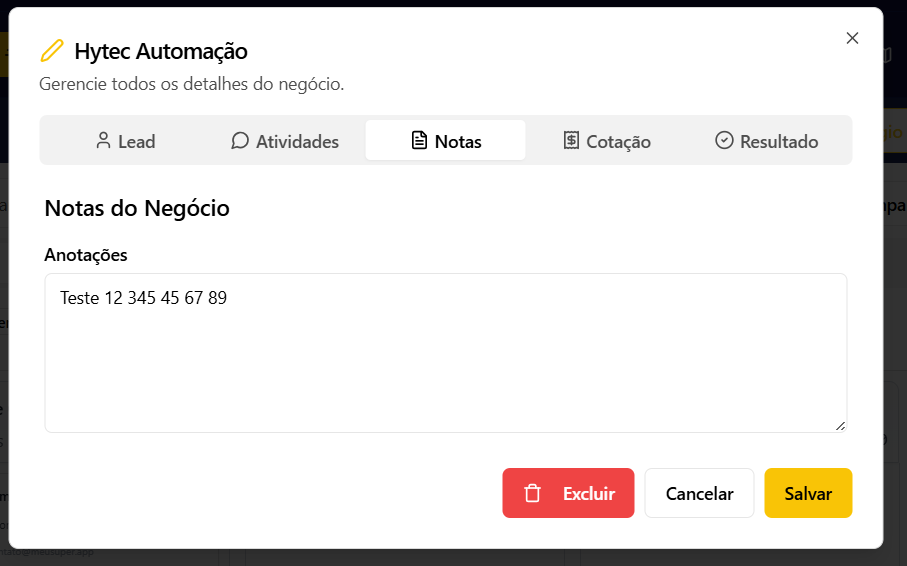 Hytec Automação
Gerencie todos os detalhes do negócio.
Lead
Atividades
Notas
Cotação
Resultado
Notas do Negócio
Anotações
Teste 12 345 45 67 89
Excluir
Cancelar
Salvar